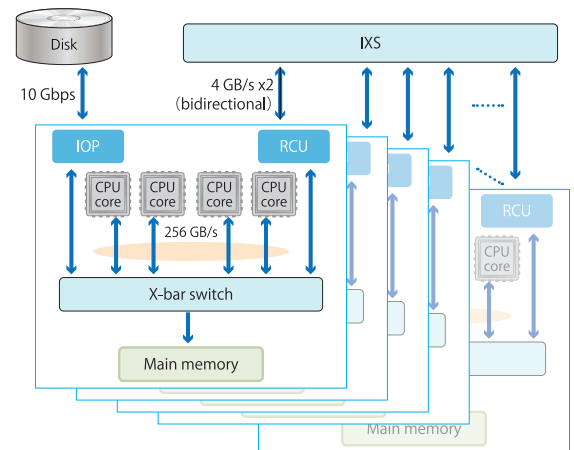 Disk
IXS
10 Gbps
4 GB/s x2
(bidirectional)
IOP
RCU
CPU
core
CPU
core
CPU
core
CPU
core
256 GB/s
X-bar switch
Main memory
RCU
CPU
core
Main memory